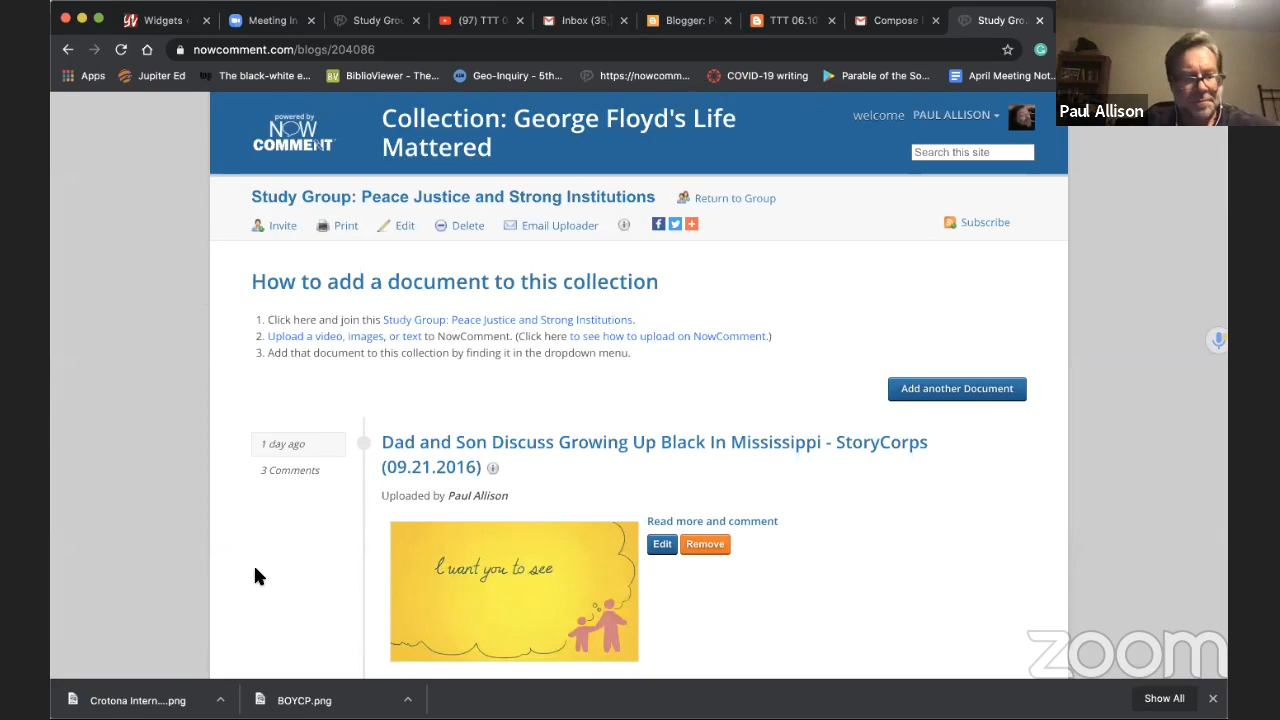 Widgets
Meeting In
Study Grou
(97) TTT 0
Inbox (35,
Blogger: P
TTT 06.10
Compose
Study Gro
nowcomment.com/blogs/204086
Apps
Jupiter Ed
The black-white e...
BV
BiblioViewer - The...
Geo-Inquiry - 5th...
https://nowcomm...
COVID-19 writing
Parable of the So...
April Meeting Not...
Paul Allison
powered by
NOW
COMMENT
Collection: George Floyd's Life
Mattered
welcome PAUL ALLISON
Search this site
Study Group: Peace Justice and Strong Institutions
Return to Group
Invite
Print
Edit
Delete
Email Uploader
Subscribe
How to add a document to this collection
1. Click here and join this Study Group: Peace Justice and Strong Institutions.
2. Upload a video, images, or text to NowComment. (Click here to see how to upload on NowComment.)
3. Add that document to this collection by finding it in the dropdown menu.
Add another Document
1 day ago
3 Comments
Dad and Son Discuss Growing Up Black In Mississippi - StoryCorps
(09.21.2016)
Uploaded by Paul Allison
I want you to see
Read more and comment
Edit
Remove
zoom
Crotona Intern....png
BOYCP.png
Show All